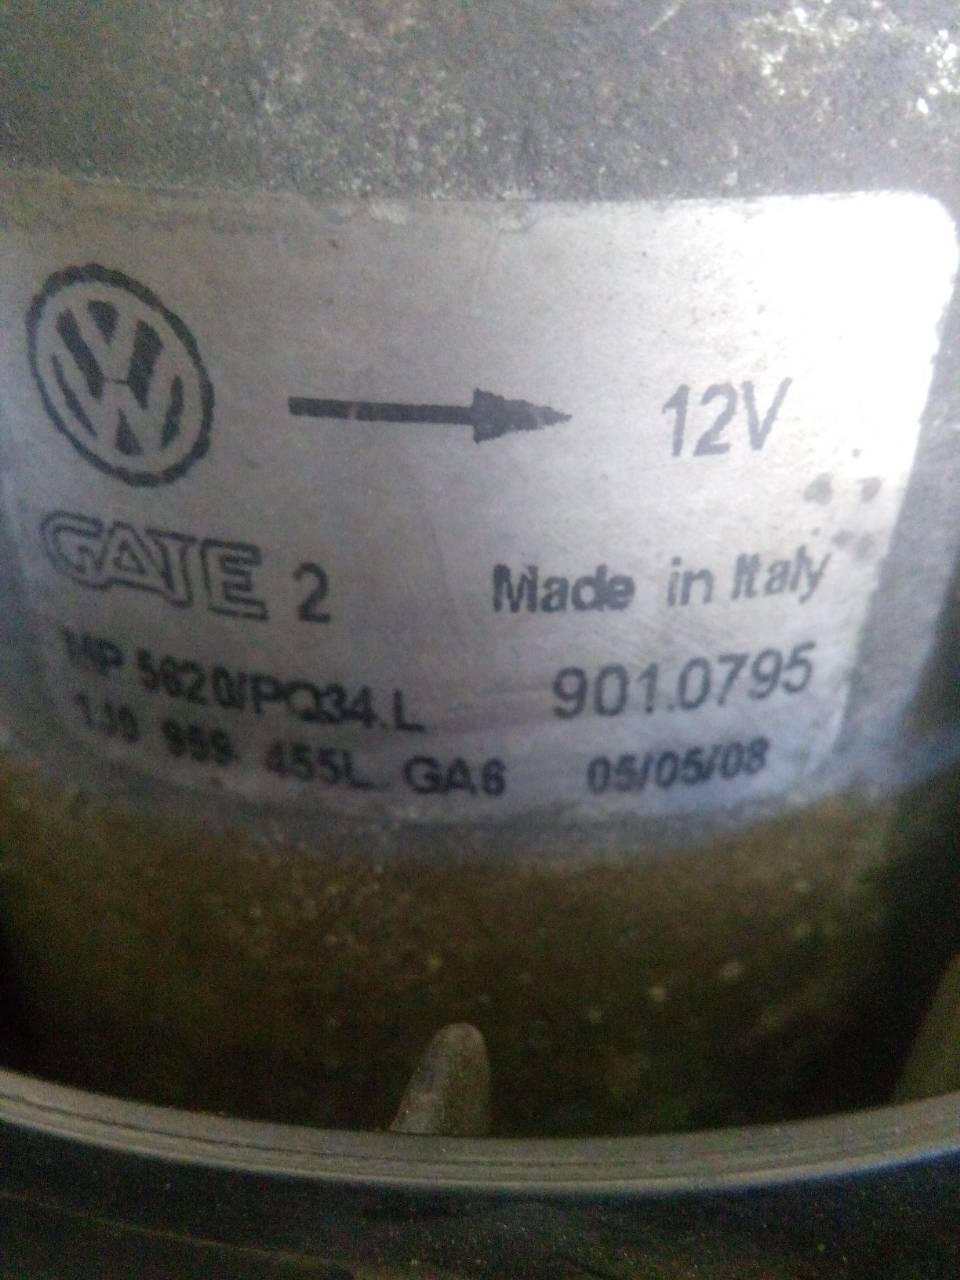 12V
GATE 2 Made in Italy
MP 5620/PQ34.L 901.0795
1J0 959 455L GA6 05/05/08